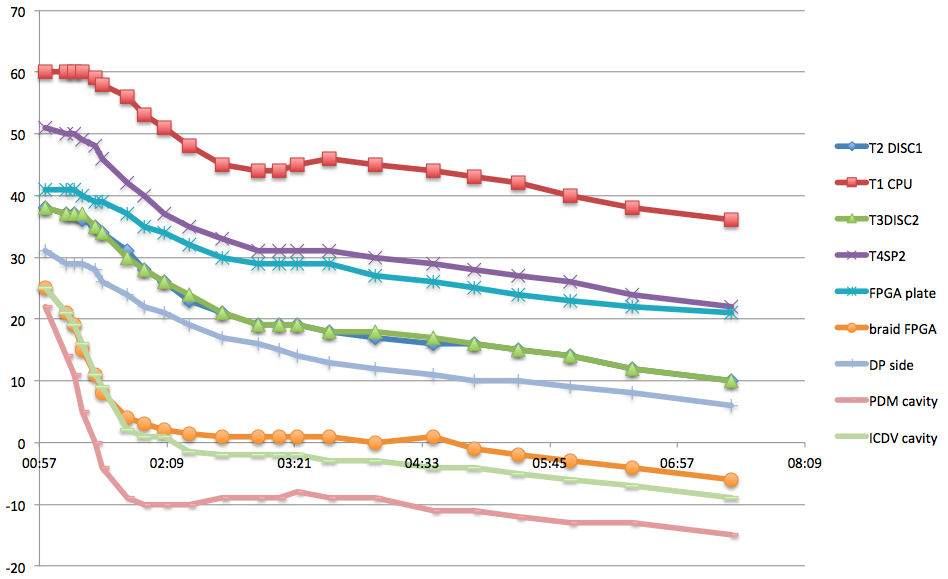 70
60
50
40
30
20
10
0
-10
-20
00:57 02:09 03:21 04:33 05:45 06:57 08:09
T2 DISC1
T1 CPU
T3DISC2
T4SP2
FPGA plate
braid FPGA
DP side
PDM cavity
ICDV cavity